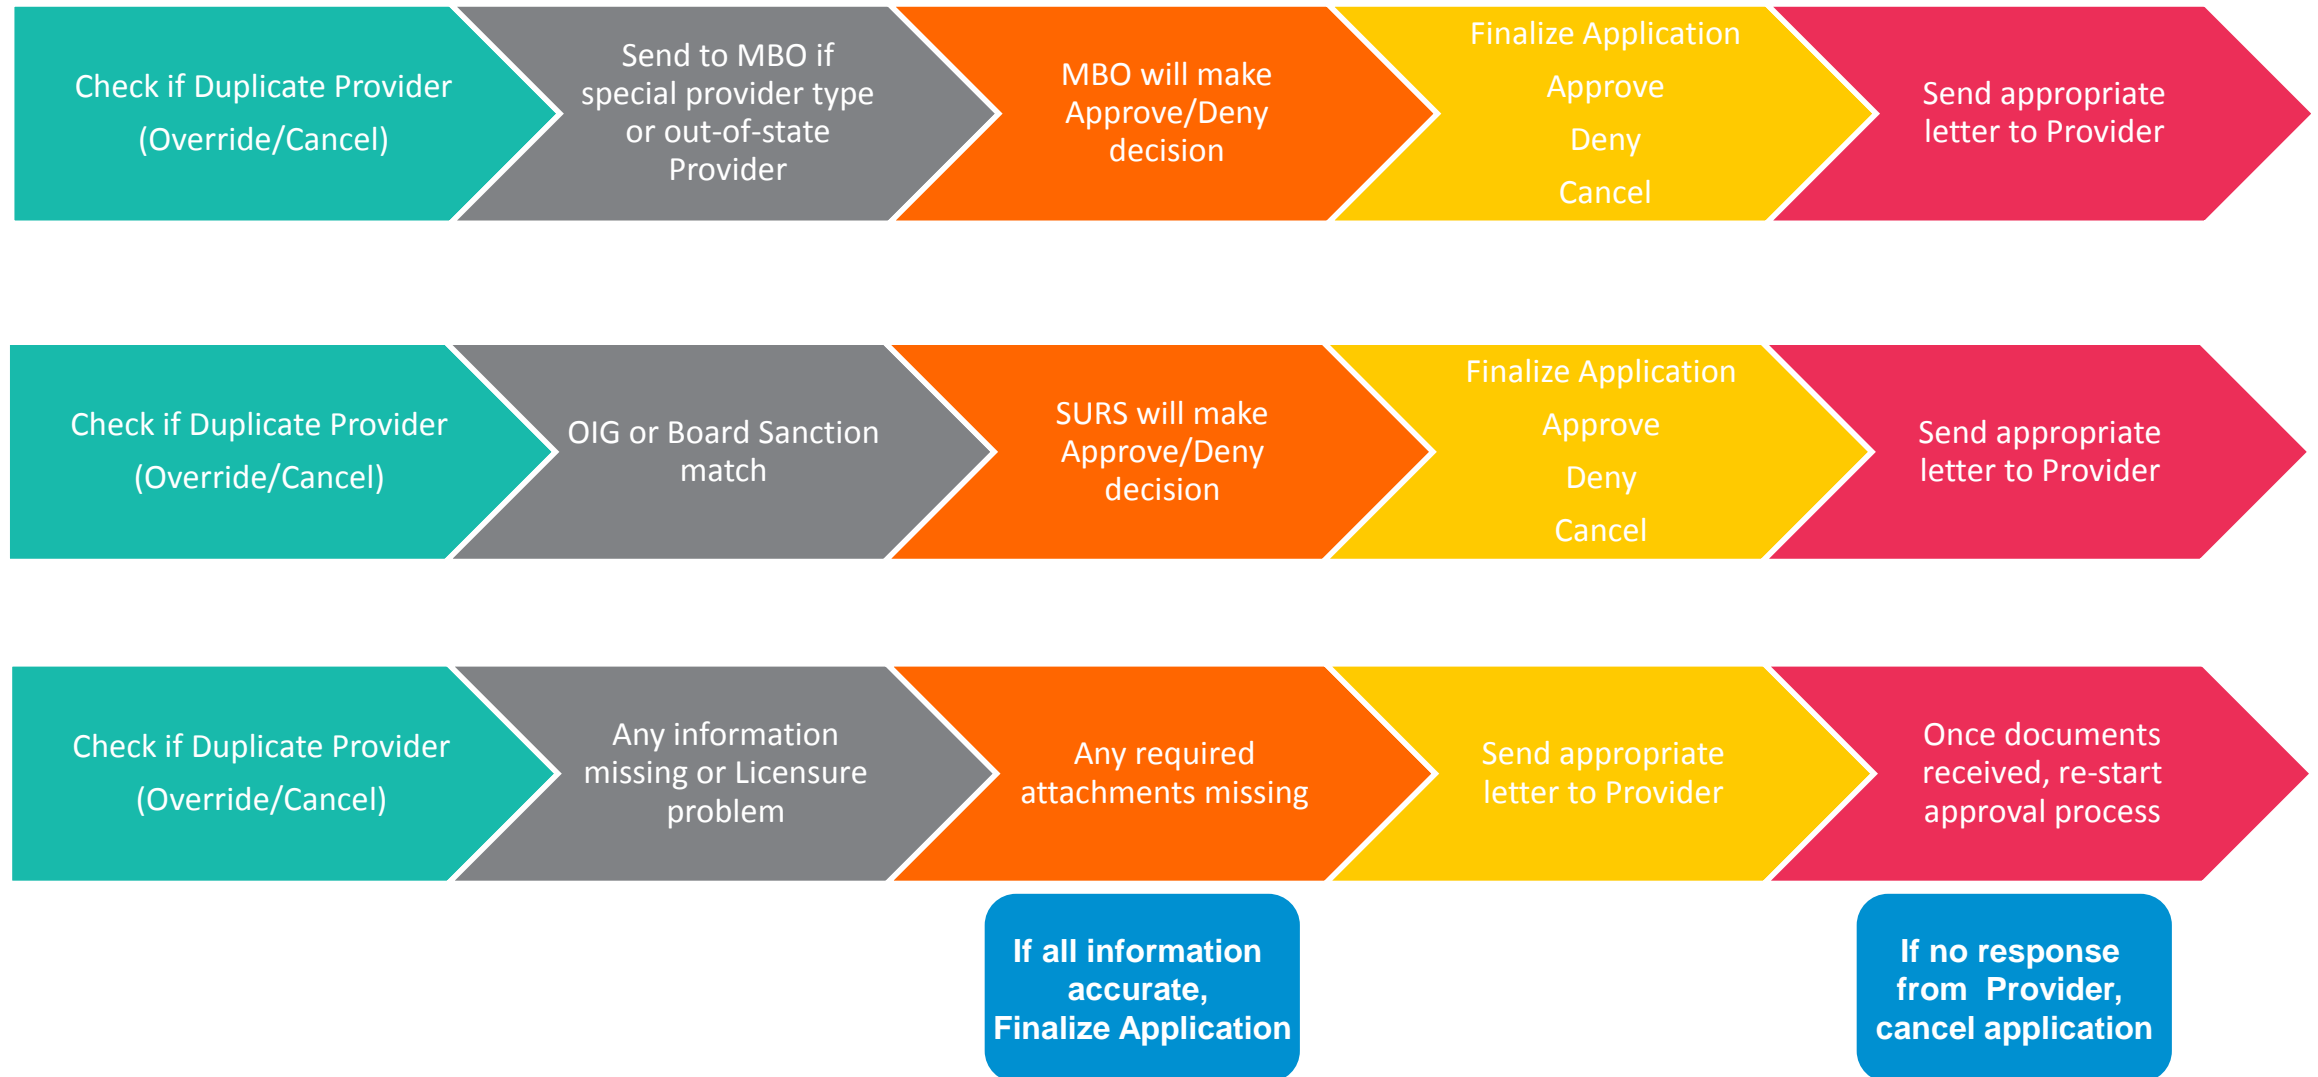 Check if Duplicate Provider
(Override/Cancel)
Send to MBO if
special provider type
or out-of-state
Provider
MBO will make
Approve/Deny
decision
Finalize Application
Approve
Deny
Cancel
Send appropriate
letter to Provider
Check if Duplicate Provider
(Override/Cancel)
OIG or Board Sanction
match
SURS will make
Approve/Deny
decision
Finalize Application
Approve
Deny
Cancel
Send appropriate
letter to Provider
Check if Duplicate Provider
(Override/Cancel)
Any information
missing or Licensure
problem
Any required
attachments missing
Send appropriate
letter to Provider
Once documents
received, re-start
approval process
If all information
accurate,
Finalize Application
If no response
from  Provider,
cancel application